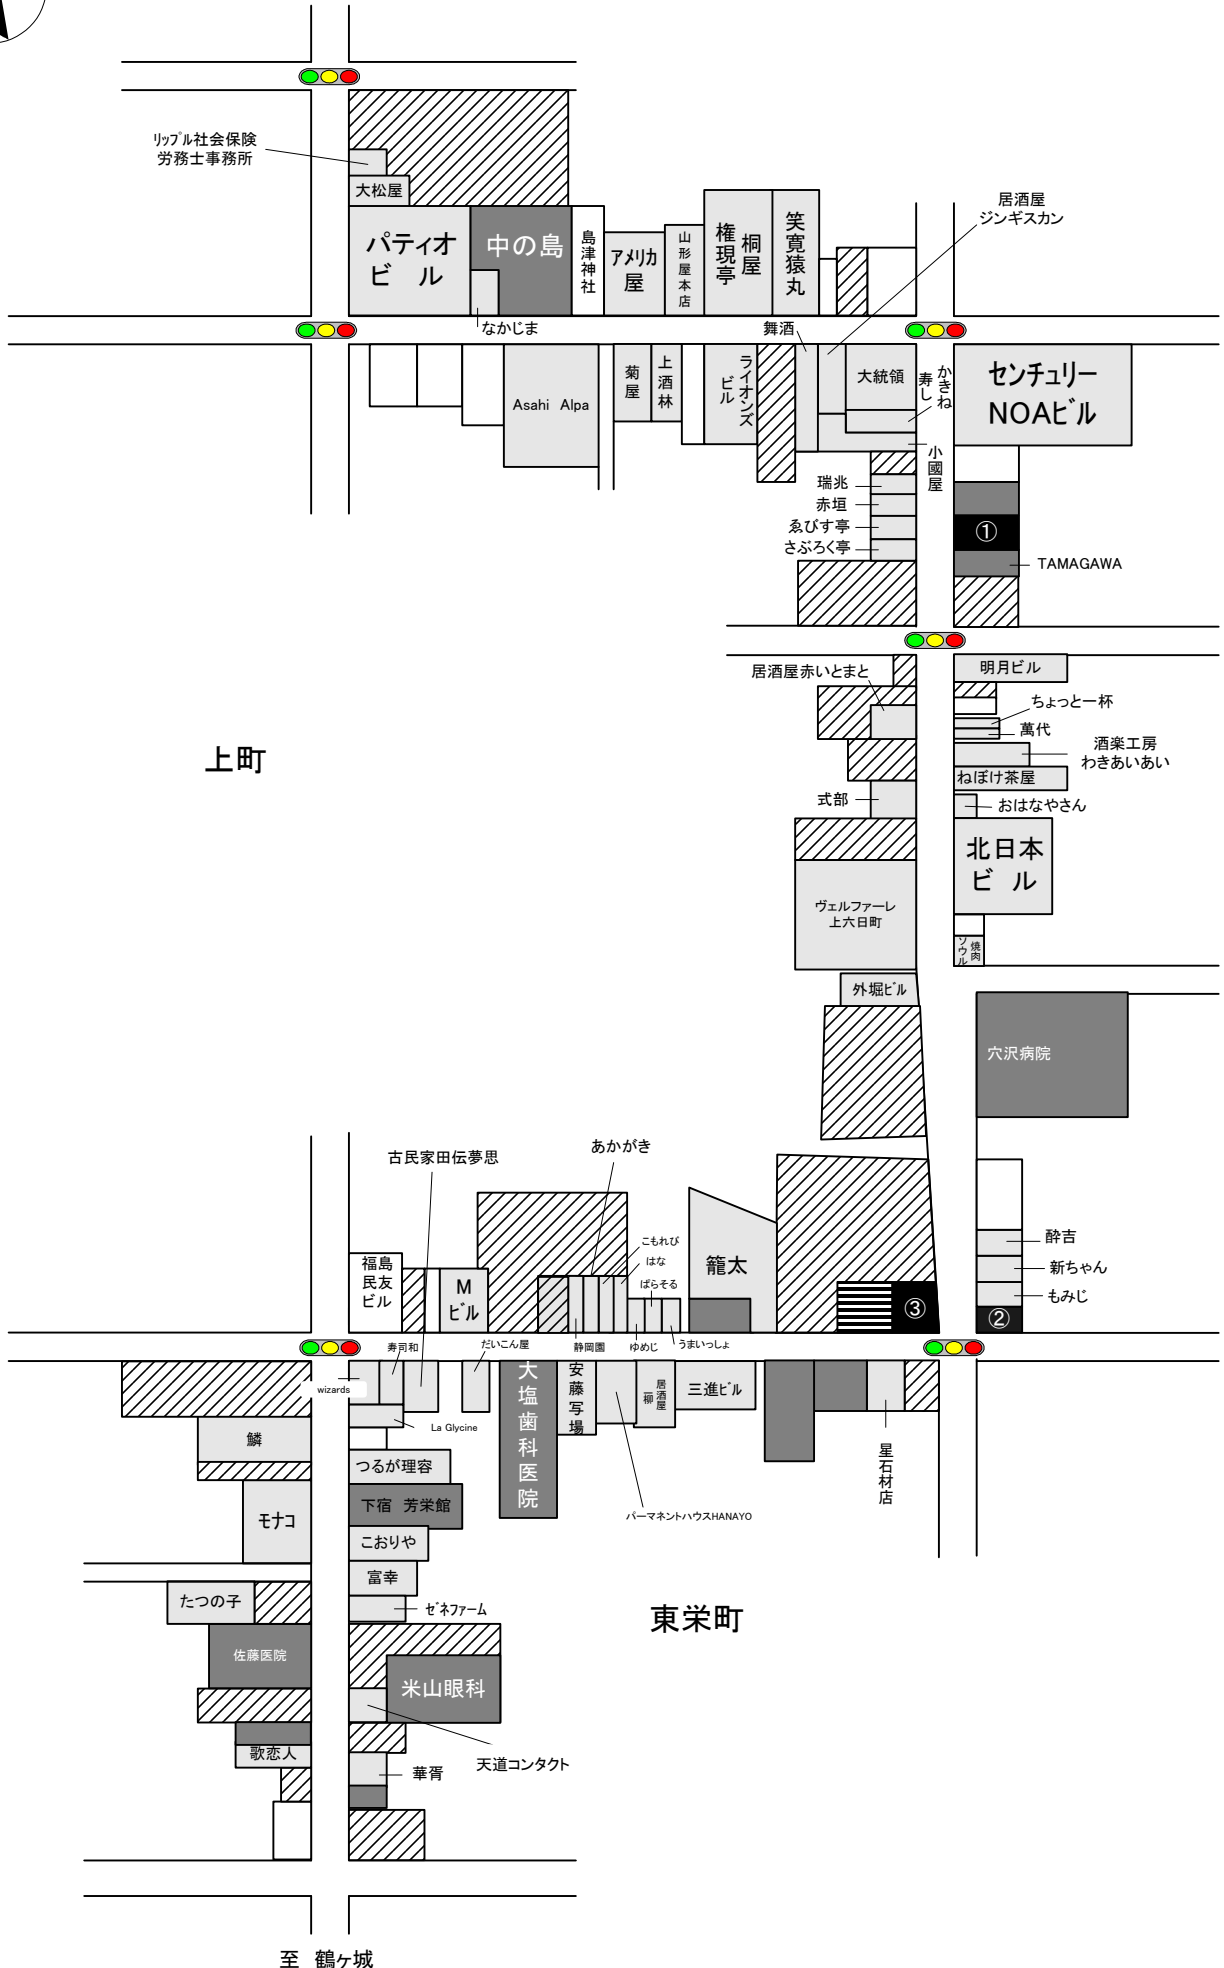 リップル社会保険
労務士事務所
大松屋
パティオ
ビル
中の島
なかじま
島津神社
アメリカ
屋
山形屋本店
権現亭
桐屋
笑寛猿丸
居酒屋
ジンギスカン
舞酒
Asahi Alpa
菊屋
上酒林
ライオンズ
ビル
大統領
かきね
寿し
小國屋
センチュリー
NOAビル
瑞兆
赤垣
ゑびす亭
さぶろく亭
①
TAMAGAWA
居酒屋赤いとまと
明月ビル
ちょっと一杯
萬代
酒楽工房
わきあいあい
ねぼけ茶屋
おはなやさん
式部
上町
北日本
ビル
ヴェルファーレ
上六日町
焼肉
ソウル
外堀ビル
穴沢病院
古民家田伝夢思
あかがき
こもれび
はな
ぱらそる
籠太
酔吉
新ちゃん
もみじ
②
③
福島
民友
ビル
M
ビル
寿司和
だいこん屋
静岡園
ゆめじ
うまいっしょ
wizards
La Glycine
大塩歯科医院
安藤写場
居酒屋
一柳
三進ビル
星石材店
パーマネントハウスHANAYO
鱗
つるが理容
下宿 芳栄館
モナコ
こおりや
富幸
ゼネファーム
たつの子
東栄町
佐藤医院
米山眼科
歌恋人
天道コンタクト
華胥
至 鶴ヶ城